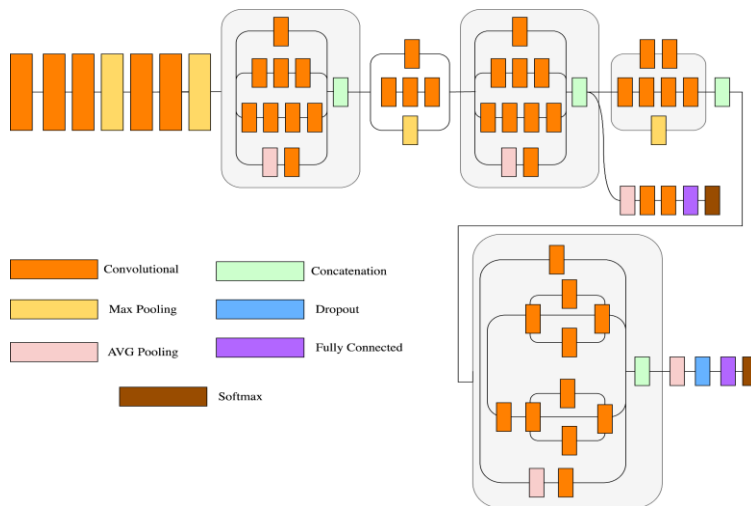 Convolutional
Concatenation
Max Pooling
Dropout
AVG Pooling
Fully Connected
Softmax